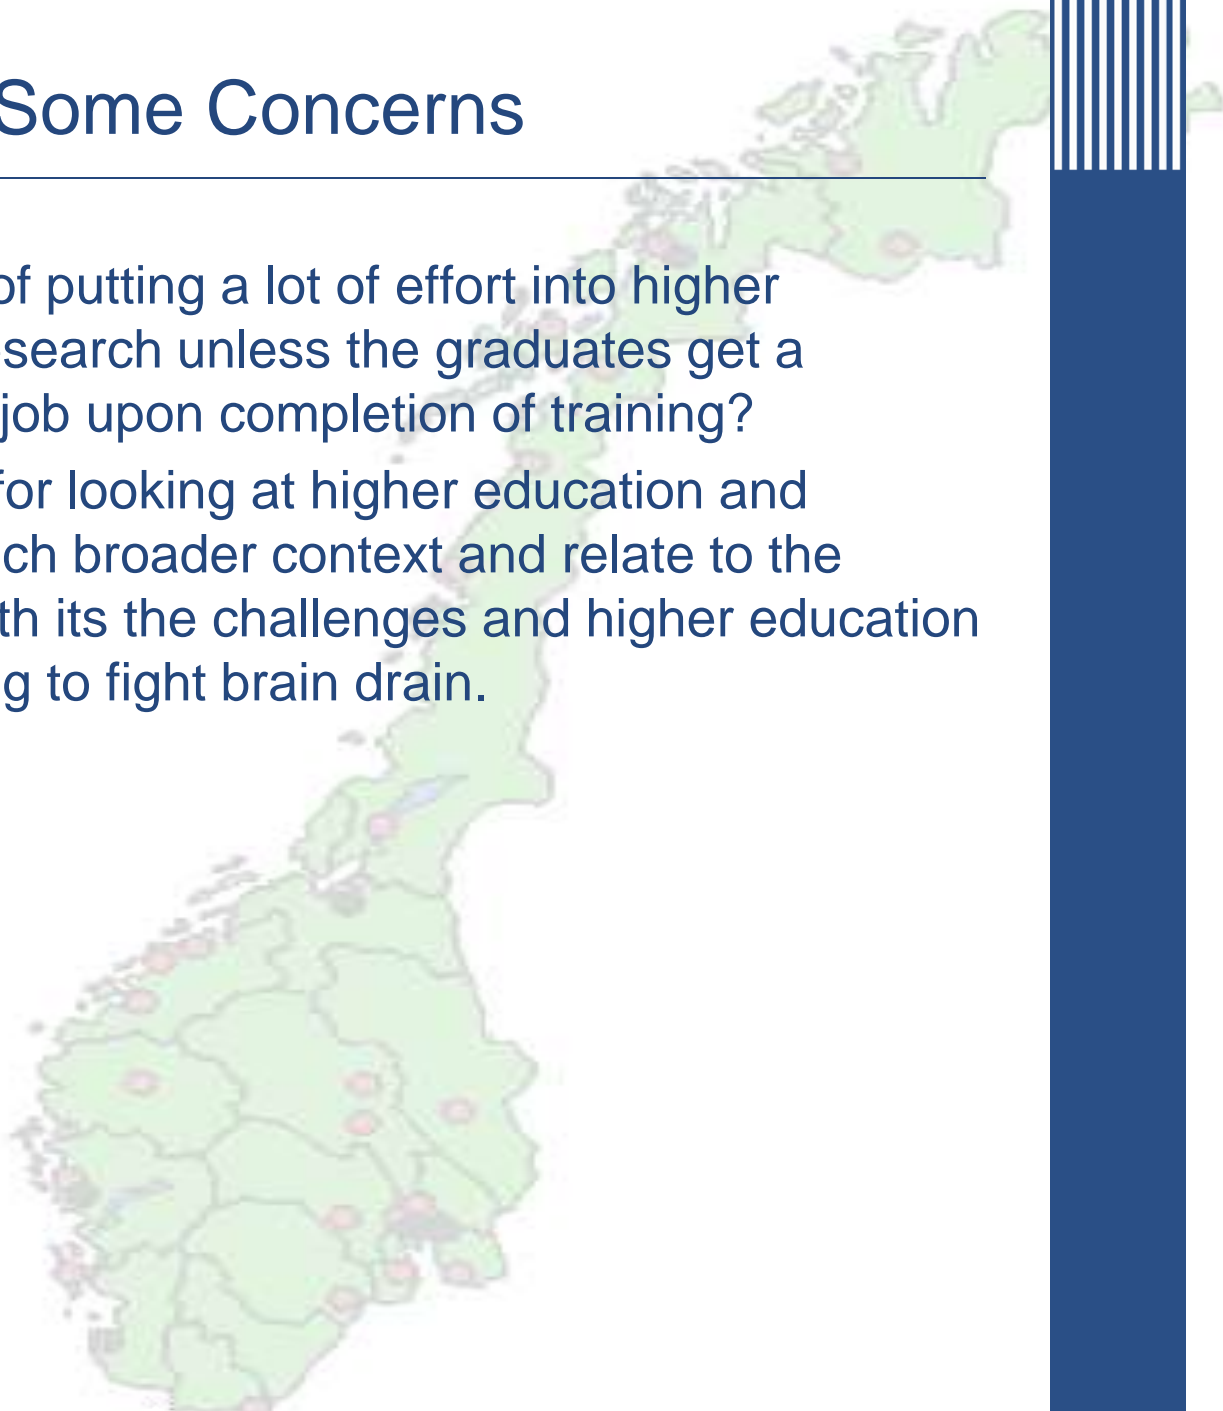 Some Concerns
of putting a lot of effort into higher
search unless the graduates get a
job upon completion of training?
for looking at higher education and
ch broader context and relate to the
th its the challenges and higher education
g to fight brain drain.